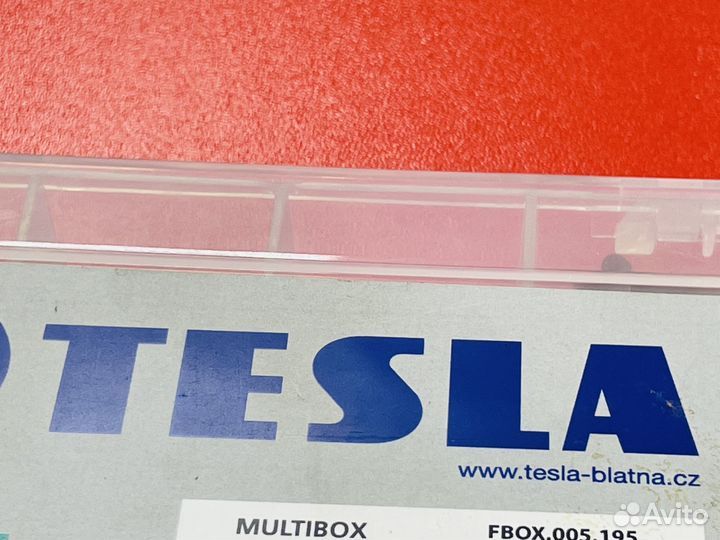 TESLA
www.tesla-blatna.cz
MULTIBOX FBOX.005.195
Avito